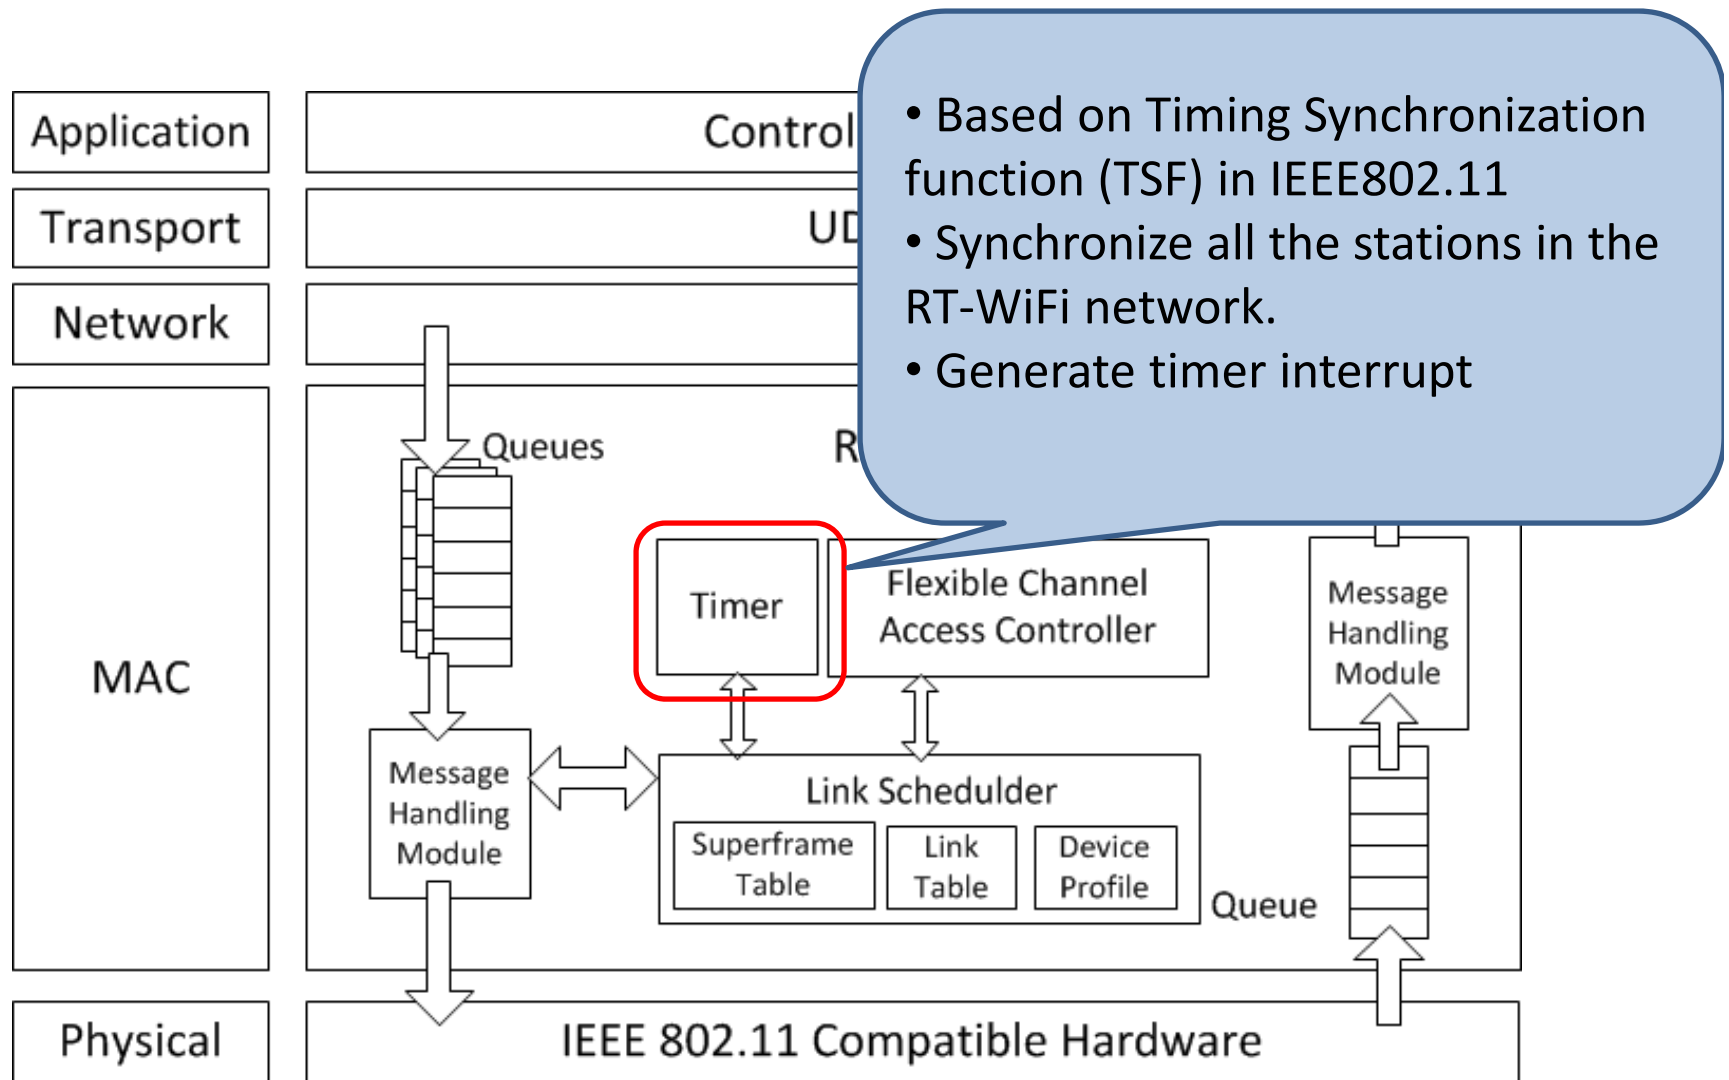 Application
Control
Transport
UD
Network
• Based on Timing Synchronization
function (TSF) in IEEE802.11
• Synchronize all the stations in the
RT-WiFi network.
• Generate timer interrupt
MAC
R
Queues
Timer
Flexible Channel
Access Controller
Message
Handling
Module
Message
Handling
Module
Link Schedulder
Superframe
Table
Link
Table
Device
Profile
Queue
Physical
IEEE 802.11 Compatible Hardware